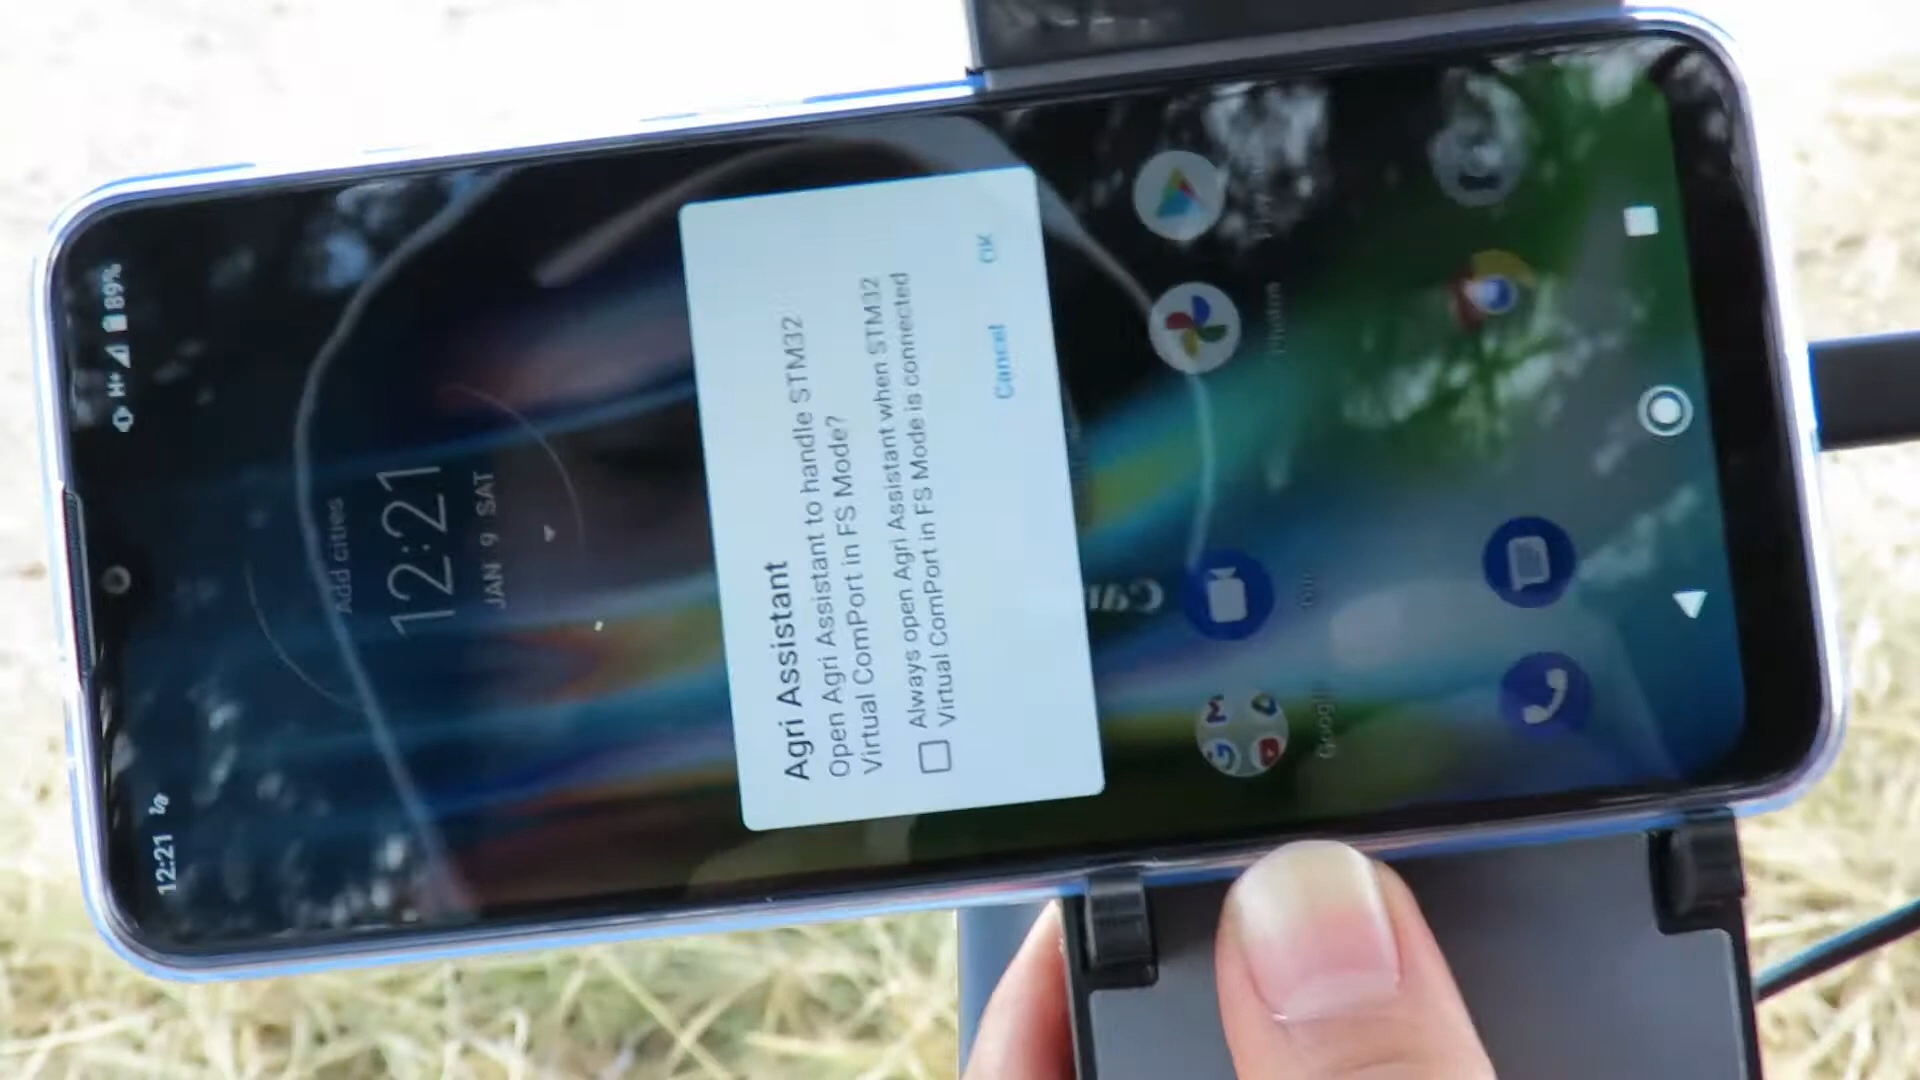 12:21
H+ 89%
Add cities
12:21
JAN 9 SAT
Agri Assistant
Open Agri Assistant to handle STM32
Virtual ComPort in FS Mode?
Always open Agri Assistant when STM32
Virtual ComPort in FS Mode is connected
Cancel OK
Photos